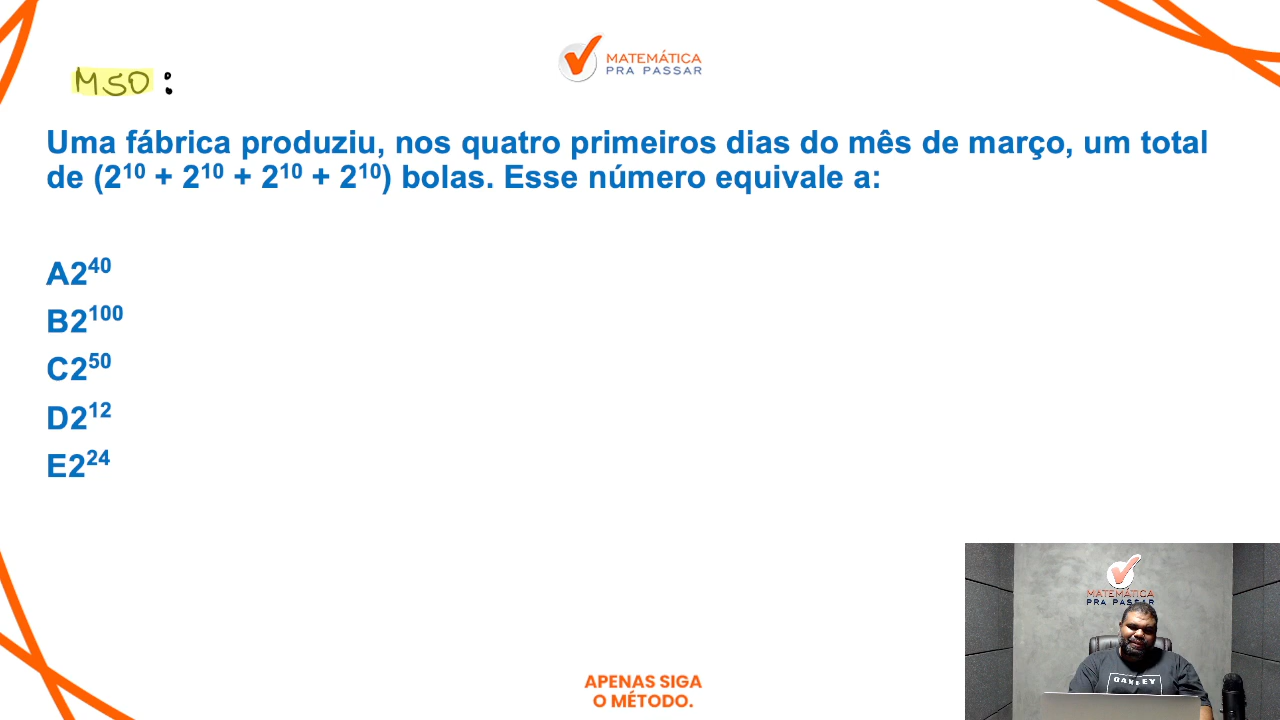 MATEMÁTICA
PRA PASSAR
MSO:
Uma fábrica produziu, nos quatro primeiros dias do mês de março, um total
de (2¹⁰ + 2¹⁰ + 2¹⁰ + 2¹⁰) bolas. Esse número equivale a:
A2⁴⁰
B2¹⁰⁰
C2⁵⁰
D2¹²
E2²⁴
MATEMÁTICA
PRA PASSAR
OAKLEY
APENAS SIGA
O MÉTODO.